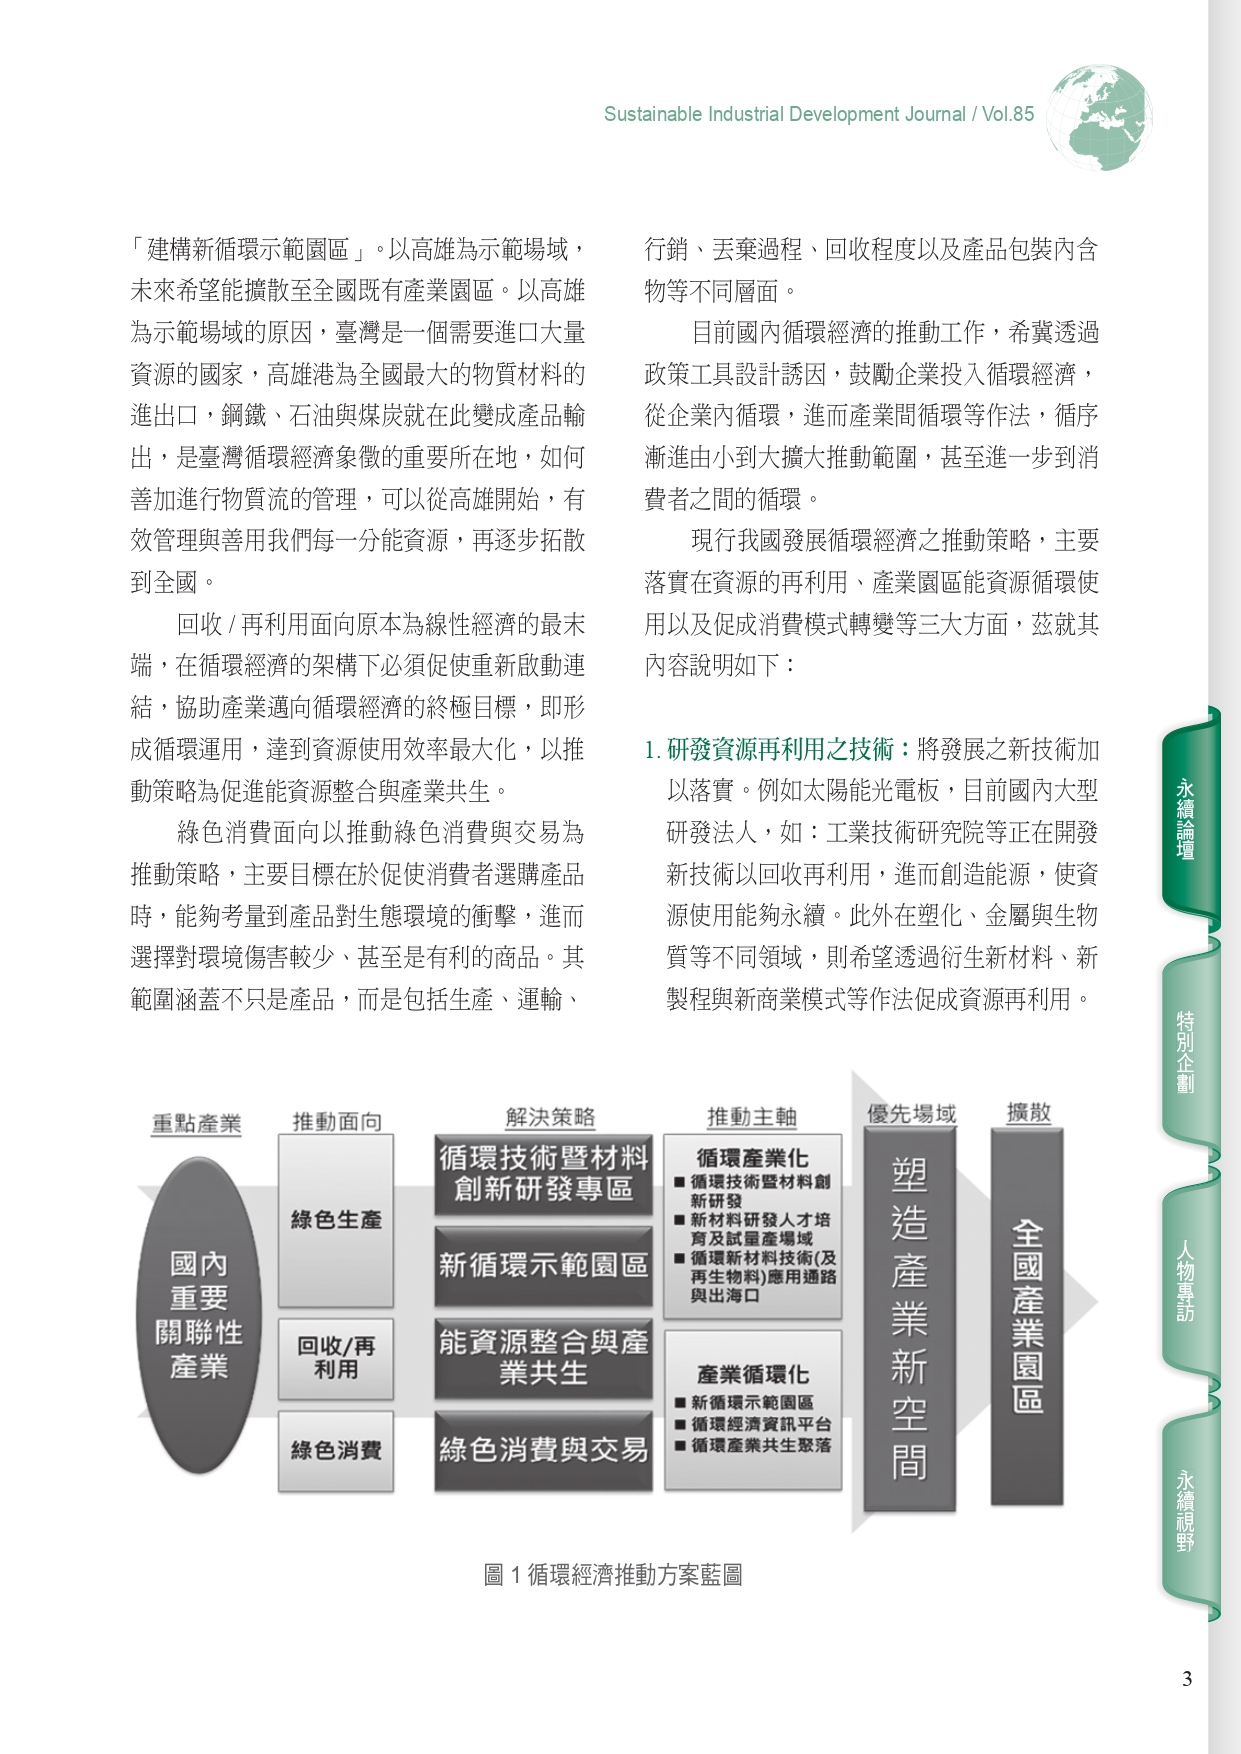 Sustainable Industrial Development Journal / Vol.85
「建構新循環示範園區」。以高雄為示範場域，
未來希望能擴散至全國既有產業園區。以高雄
為示範場域的原因，臺灣是一個需要進口大量
資源的國家，高雄港為全國最大的物質材料的
進出口，鋼鐵、石油與煤炭就在此變成產品輸
出，是臺灣循環經濟象徵的重要所在地，如何
善加進行物質流的管理，可以從高雄開始，有
效管理與善用我們每一分能資源，再逐步拓散
到全國。
回收 / 再利用面向原本為線性經濟的最末
端，在循環經濟的架構下必須促使重新啟動連
結，協助產業邁向循環經濟的終極目標，即形
成循環運用，達到資源使用效率最大化，以推
動策略為促進能資源整合與產業共生。
綠色消費面向以推動綠色消費與交易為
推動策略，主要目標在於促使消費者選購產品
時，能夠考量到產品對生態環境的衝擊，進而
選擇對環境傷害較少、甚至是有利的商品。其
範圍涵蓋不只是產品，而是包括生產、運輸、
行銷、丟棄過程、回收程度以及產品包裝內含
物等不同層面。
目前國內循環經濟的推動工作，希冀透過
政策工具設計誘因，鼓勵企業投入循環經濟，
從企業內循環，進而產業間循環等作法，循序
漸進由小到大擴大推動範圍，甚至進一步到消
費者之間的循環。
現行我國發展循環經濟之推動策略，主要
落實在資源的再利用、產業園區能資源循環使
用以及促成消費模式轉變等三大方面，茲就其
內容說明如下：
1. 研發資源再利用之技術：將發展之新技術加
以落實。例如太陽能光電板，目前國內大型
研發法人，如：工業技術研究院等正在開發
新技術以回收再利用，進而創造能源，使資
源使用能夠永續。此外在塑化、金屬與生物
質等不同領域，則希望透過衍生新材料、新
製程與新商業模式等作法促成資源再利用。
重點產業
國內
重要
關聯性
產業
推動面向
綠色生產
回收/再
利用
綠色消費
解決策略
循環技術暨材料
創新研發專區
新循環示範園區
能資源整合與產
業共生
綠色消費與交易
推動主軸
循環產業化
■ 循環技術暨材料創
新研發
■ 新材料研發人才培
育及試量產場域
■ 循環新材料技術(及
再生物料)應用通路
與出海口
產業循環化
■ 新循環示範園區
■ 循環經濟資訊平台
■ 循環產業共生聚落
優先場域
塑造產業新空間
擴散
全國產業園區
圖 1 循環經濟推動方案藍圖
永續論壇
特別企劃
人物專訪
永續視野
3